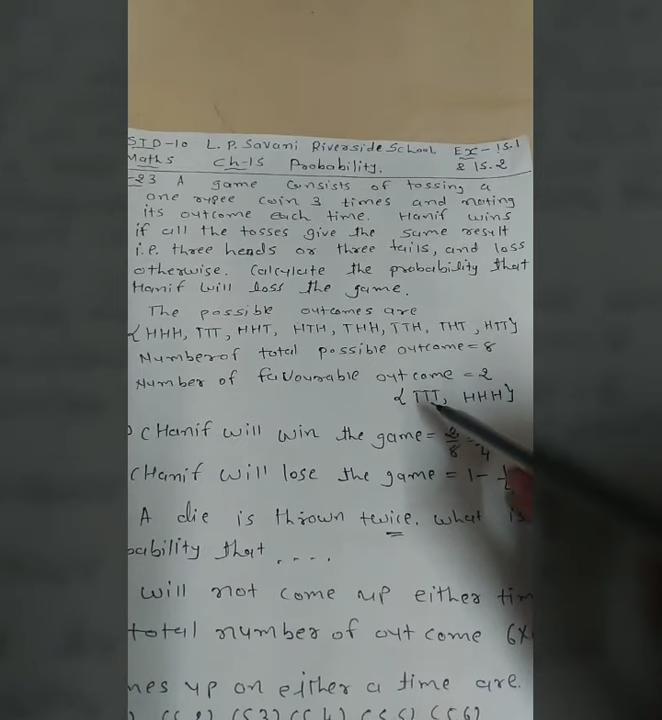 STD-10 L.P. Savani Riverside School Ex-15.1
Maths Ch-15 Probability. & 15.2
-23 A game consists of tossing a
one rupee coin 3 times and noting
its outcome each time. Hanif wins
if all the tosses give the same result
i.e. three heads or three tails, and loss
otherwise. Calculate the probability that
Hanif will loss the game.
The possible outcomes are
{HHH, TTT, HHT, HTH, THH, TTH, THT, HTT}
Number of total possible outcome = 8
Number of favourable outcome = 2
{TTT, HHH}
(Hanif will win the game = 2/8 =
(Hanif will lose the game = 1 -
A die is thrown twice. what is
bability that ....
will not come up either tim
total number of out come 6x
mes up on either a time are.